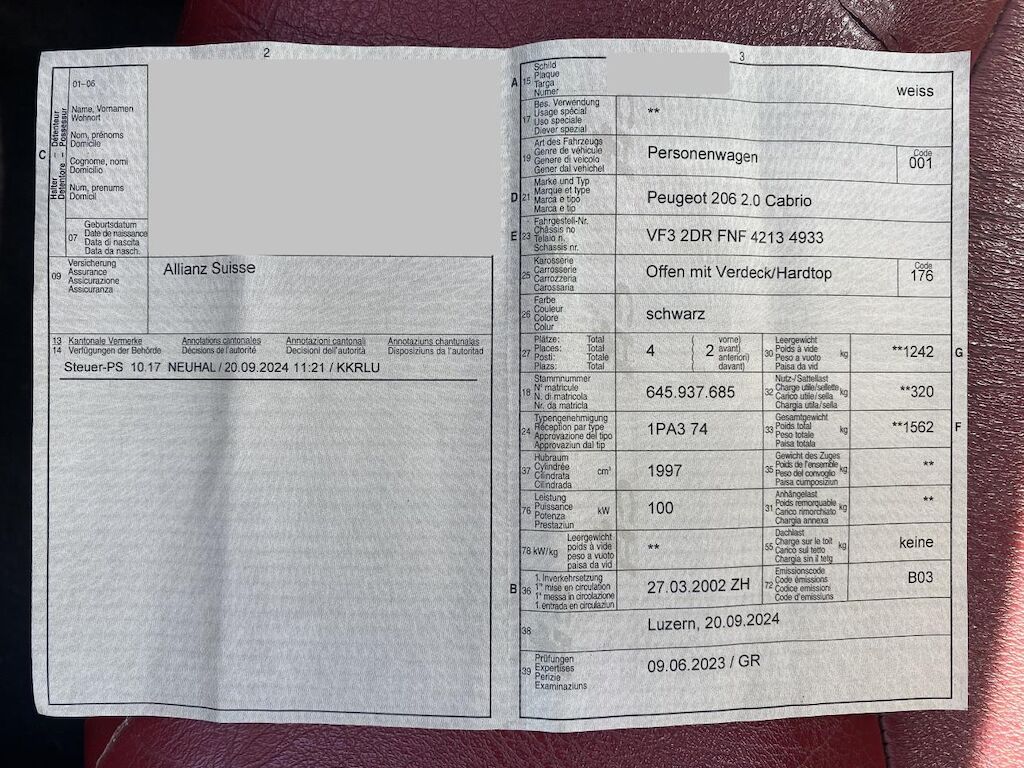 2
01–06
Name, Vornamen
Wohnort
Nom, prénoms
Domicile
Cognome, nomi
Domicilio
Num, prenums
Domicil
C
Halter – Détenteur
Detentore – Possessur
07
Geburtsdatum
Date de naissance
Data di nascita
Data da nasch.
09
Versicherung
Assurance
Assicurazione
Assicuranza
Allianz Suisse
13 Kantonale Vermerke Annotations cantonales Annotazioni cantonali Annotaziuns chantunalas
14 Verfügungen der Behörde Décisions de l'autorité Decisioni dell'autorità Disposiziuns da l'autoritad
Steuer-PS 10.17 NEUHAL / 20.09.2024 11:21 / KKRLU
3
A 15
Schild
Plaque
Targa
Numer
weiss
17
Bes. Verwendung
Usage spécial
Uso speciale
Diever spezial
**
19
Art des Fahrzeugs
Genre de véhicule
Genere di veicolo
Gener dal vehichel
Personenwagen
Code
001
D 21
Marke und Typ
Marque et type
Marca e tipo
Marca e tip
Peugeot 206 2.0 Cabrio
E 23
Fahrgestell-Nr.
Châssis no
Telaio n.
Schassis nr.
VF3 2DR FNF 4213 4933
25
Karosserie
Carrosserie
Carrozzeria
Carossaria
Offen mit Verdeck/Hardtop
Code
176
26
Farbe
Couleur
Colore
Colur
schwarz
27
Plätze: Total
Places: Total
Posti: Totale
Plazs: Total
4 ( 2
vorne)
avant)
anteriori)
davant)
30
Leergewicht
Poids à vide
Peso a vuoto
Paisa da vid
kg
**1242
G
18
Stammnummer
N° matricule
N. di matricola
Nr. da matricla
645.937.685
32
Nutz-/Sattellast
Charge utile/sellette
Carico utile/sella
Chargia utila/sella
kg
**320
24
Typengenehmigung
Réception par type
Approvazione del tipo
Approvaziun dal tip
1PA3 74
33
Gesamtgewicht
Poids total
Peso totale
Paisa totala
kg
**1562
F
37
Hubraum
Cylindrée
Cilindrata
Cilindrada
cm³
1997
35
Gewicht des Zuges
Poids de l'ensemble
Peso del convoglio
Paisa cumposiziun
kg
**
76
Leistung
Puissance
Potenza
Prestaziun
kW
100
31
Anhängelast
Poids remorquable
Carico rimorchiato
Chargia annexa
kg
**
78 kW/kg
Leergewicht
poids à vide
peso a vuoto
paisa da vid
**
55
Dachlast
Charge sur le toit
Carico sul tetto
Chargia sin il tetg
kg
keine
B 36
1. Inverkehrsetzung
1re mise en circulation
1a messa in circolazione
1. entrada en circulaziun
27.03.2002 ZH
72
Emissionscode
Code émissions
Codice emissioni
Code d'emissiuns
B03
38
Luzern, 20.09.2024
39
Prüfungen
Expertises
Perizie
Examinaziuns
09.06.2023 / GR